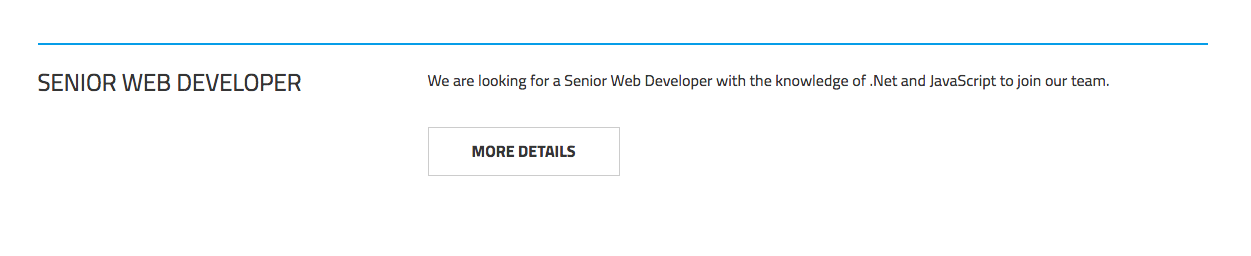 SENIOR WEB DEVELOPER
We are looking for a Senior Web Developer with the knowledge of .Net and JavaScript to join our team.
MORE DETAILS